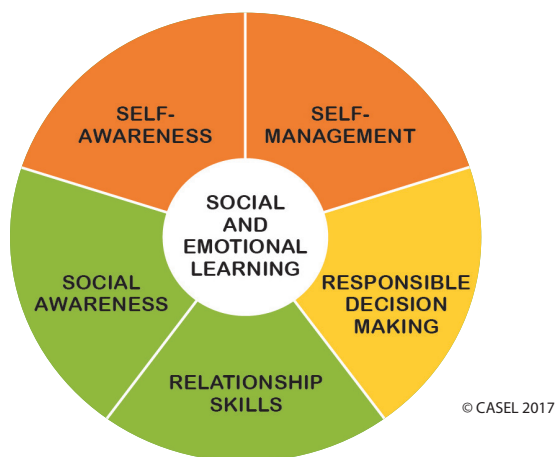 SELF-
AWARENESS
SELF-
MANAGEMENT
SOCIAL
AND
EMOTIONAL
LEARNING
SOCIAL
AWARENESS
RESPONSIBLE
DECISION
MAKING
RELATIONSHIP
SKILLS
© CASEL 2017